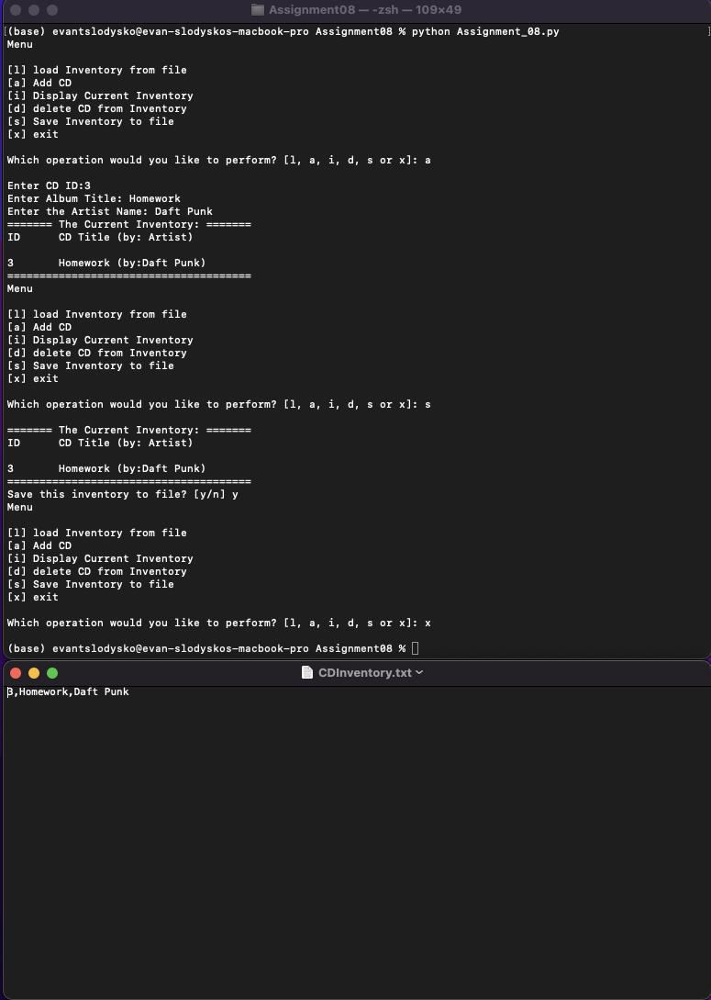 Assignment08 — -zsh — 109×49
[(base) evantslodysko@evan-slodyskos-macbook-pro Assignment08 % python Assignment_08.py ]
Menu
[l] load Inventory from file
[a] Add CD
[i] Display Current Inventory
[d] delete CD from Inventory
[s] Save Inventory to file
[x] exit
Which operation would you like to perform? [l, a, i, d, s or x]: a
Enter CD ID:3
Enter Album Title: Homework
Enter the Artist Name: Daft Punk
======= The Current Inventory: =======
ID CD Title (by: Artist)
3 Homework (by:Daft Punk)
======================================
Menu
[l] load Inventory from file
[a] Add CD
[i] Display Current Inventory
[d] delete CD from Inventory
[s] Save Inventory to file
[x] exit
Which operation would you like to perform? [l, a, i, d, s or x]: s
======= The Current Inventory: =======
ID CD Title (by: Artist)
3 Homework (by:Daft Punk)
======================================
Save this inventory to file? [y/n] y
Menu
[l] load Inventory from file
[a] Add CD
[i] Display Current Inventory
[d] delete CD from Inventory
[s] Save Inventory to file
[x] exit
Which operation would you like to perform? [l, a, i, d, s or x]: x
(base) evantslodysko@evan-slodyskos-macbook-pro Assignment08 %
CDInventory.txt
3,Homework,Daft Punk